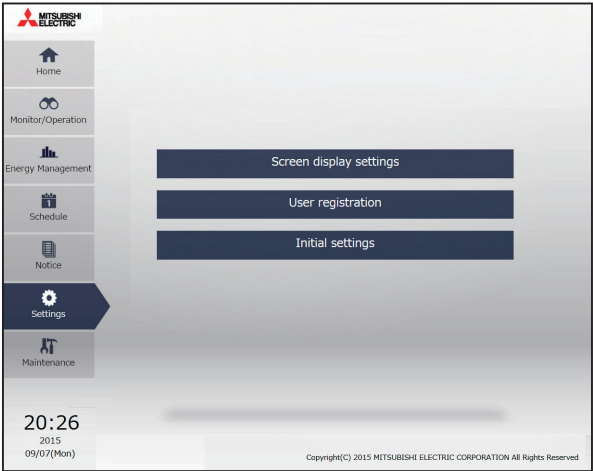 MITSUBISHI
ELECTRIC
Home
Monitor/Operation
Energy Management
1
Schedule
Notice
Settings
Maintenance
20:26
2015
09/07(Mon)
Screen display settings
User registration
Initial settings
Copyright(C) 2015 MITSUBISHI ELECTRIC CORPORATION All Rights Reserved